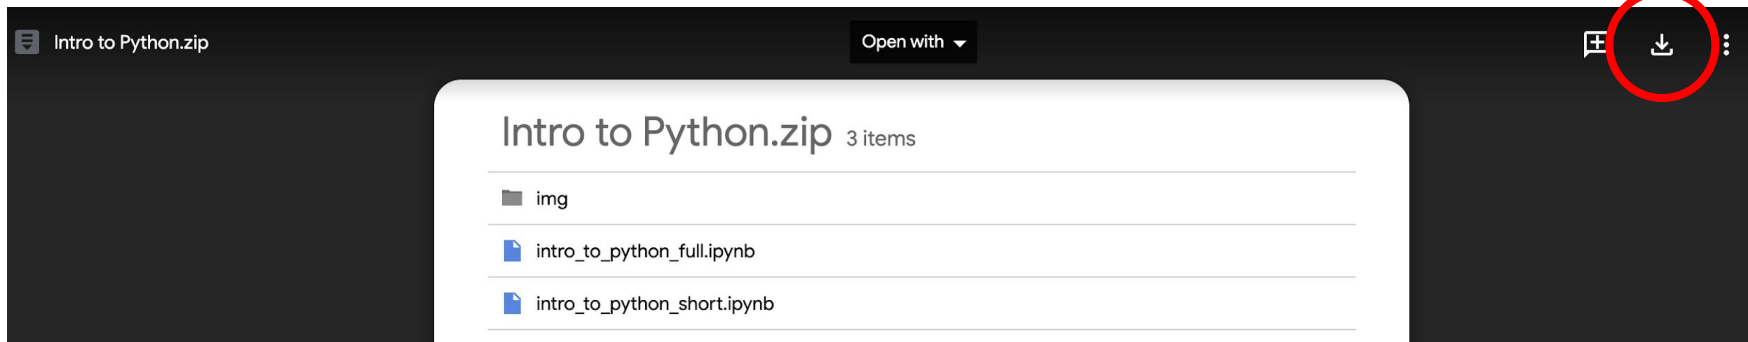 Intro to Python.zip
Open with
Intro to Python.zip 3 items
img
intro_to_python_full.ipynb
intro_to_python_short.ipynb